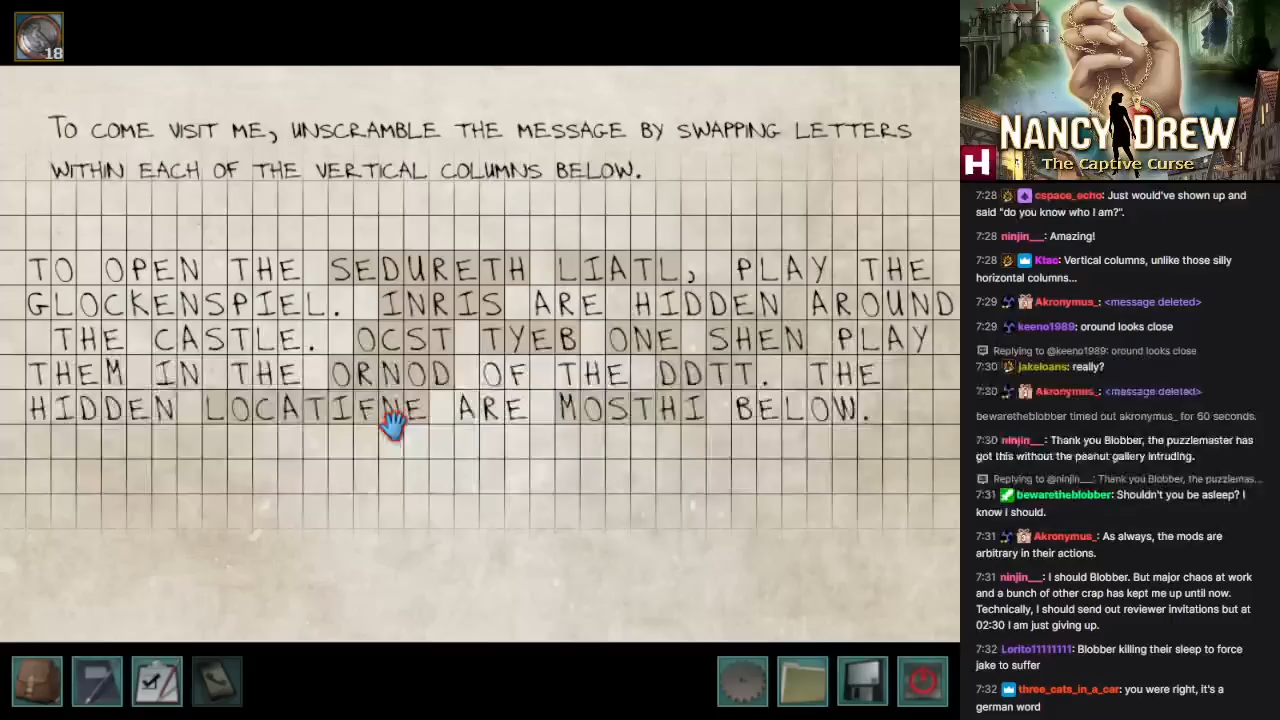 18
TO COME VISIT ME, UNSCRAMBLE THE MESSAGE BY SWAPPING LETTERS
WITHIN EACH OF THE VERTICAL COLUMNS BELOW.
TO OPEN THE SEDURETH LIATL, PLAY THE
GLOCKENSPIEL. INRIS ARE HIDDEN AROUND
THE CASTLE. OCST TYEB ONE SHEN PLAY
THEM IN THE ORNOD OF THE DDTT. THE
HIDDEN LOCATIFNE ARE MOSTHI BELOW.
NANCY DREW
The Captive Curse
H
7:28 cspace_echo: Just would've shown up and
said "do you know who I am?".
7:28 ninjin__: Amazing!
7:28 Ktac: Vertical columns, unlike those silly
horizontal columns...
7:29 Akronymus_: <message deleted>
7:29 keeno1989: oround looks close
Replying to @keeno1989: oround looks close
7:30 jakeloans: really?
7:30 Akronymus_: <message deleted>
bewaretheblobber timed out akronymus_ for 60 seconds.
7:30 ninjin__: Thank you Blobber, the puzzlemaster has
got this without the peanut gallery intruding.
Replying to @ninjin__: Thank you Blobber, the puzzlemas...
7:31 bewaretheblobber: Shouldn't you be asleep? I
know i should.
7:31 Akronymus_: As always, the mods are
arbitrary in their actions.
7:31 ninjin__: I should Blobber. But major chaos at work
and a bunch of other crap has kept me up until now.
Technically, I should send out reviewer invitations but at
02:30 I am just giving up.
7:32 Lorito11111111: Blobber killing their sleep to force
jake to suffer
7:32 three_cats_in_a_car: you were right, it's a
german word